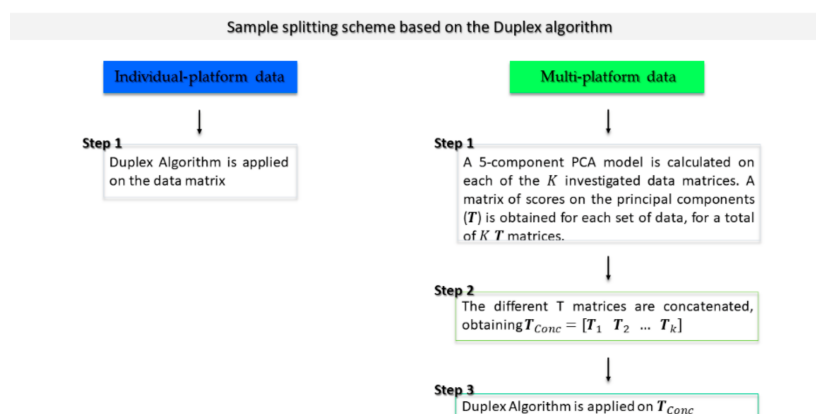 Sample splitting scheme based on the Duplex algorithm
Individual-platform data
Step 1
Duplex Algorithm is applied
on the data matrix
Multi-platform data
Step 1
A 5-component PCA model is calculated on
each of the K investigated data matrices. A
matrix of scores on the principal components
(T) is obtained for each set of data, for a total
of K T matrices.
Step 2
The different T matrices are concatenated,
obtaining T_Conc = [T_1 T_2 ... T_k]
Step 3
Duplex Algorithm is applied on T_Conc